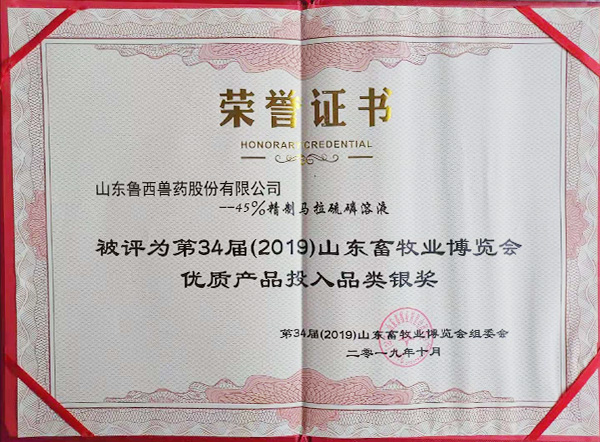 荣誉证书
HONORARY CREDENTIAL
山东鲁西兽药股份有限公司
--45%精制马拉硫磷溶液
被评为第34届(2019)山东畜牧业博览会
优质产品投入品类银奖
第34届(2019)山东畜牧业博览会组委会
二零一九年十月